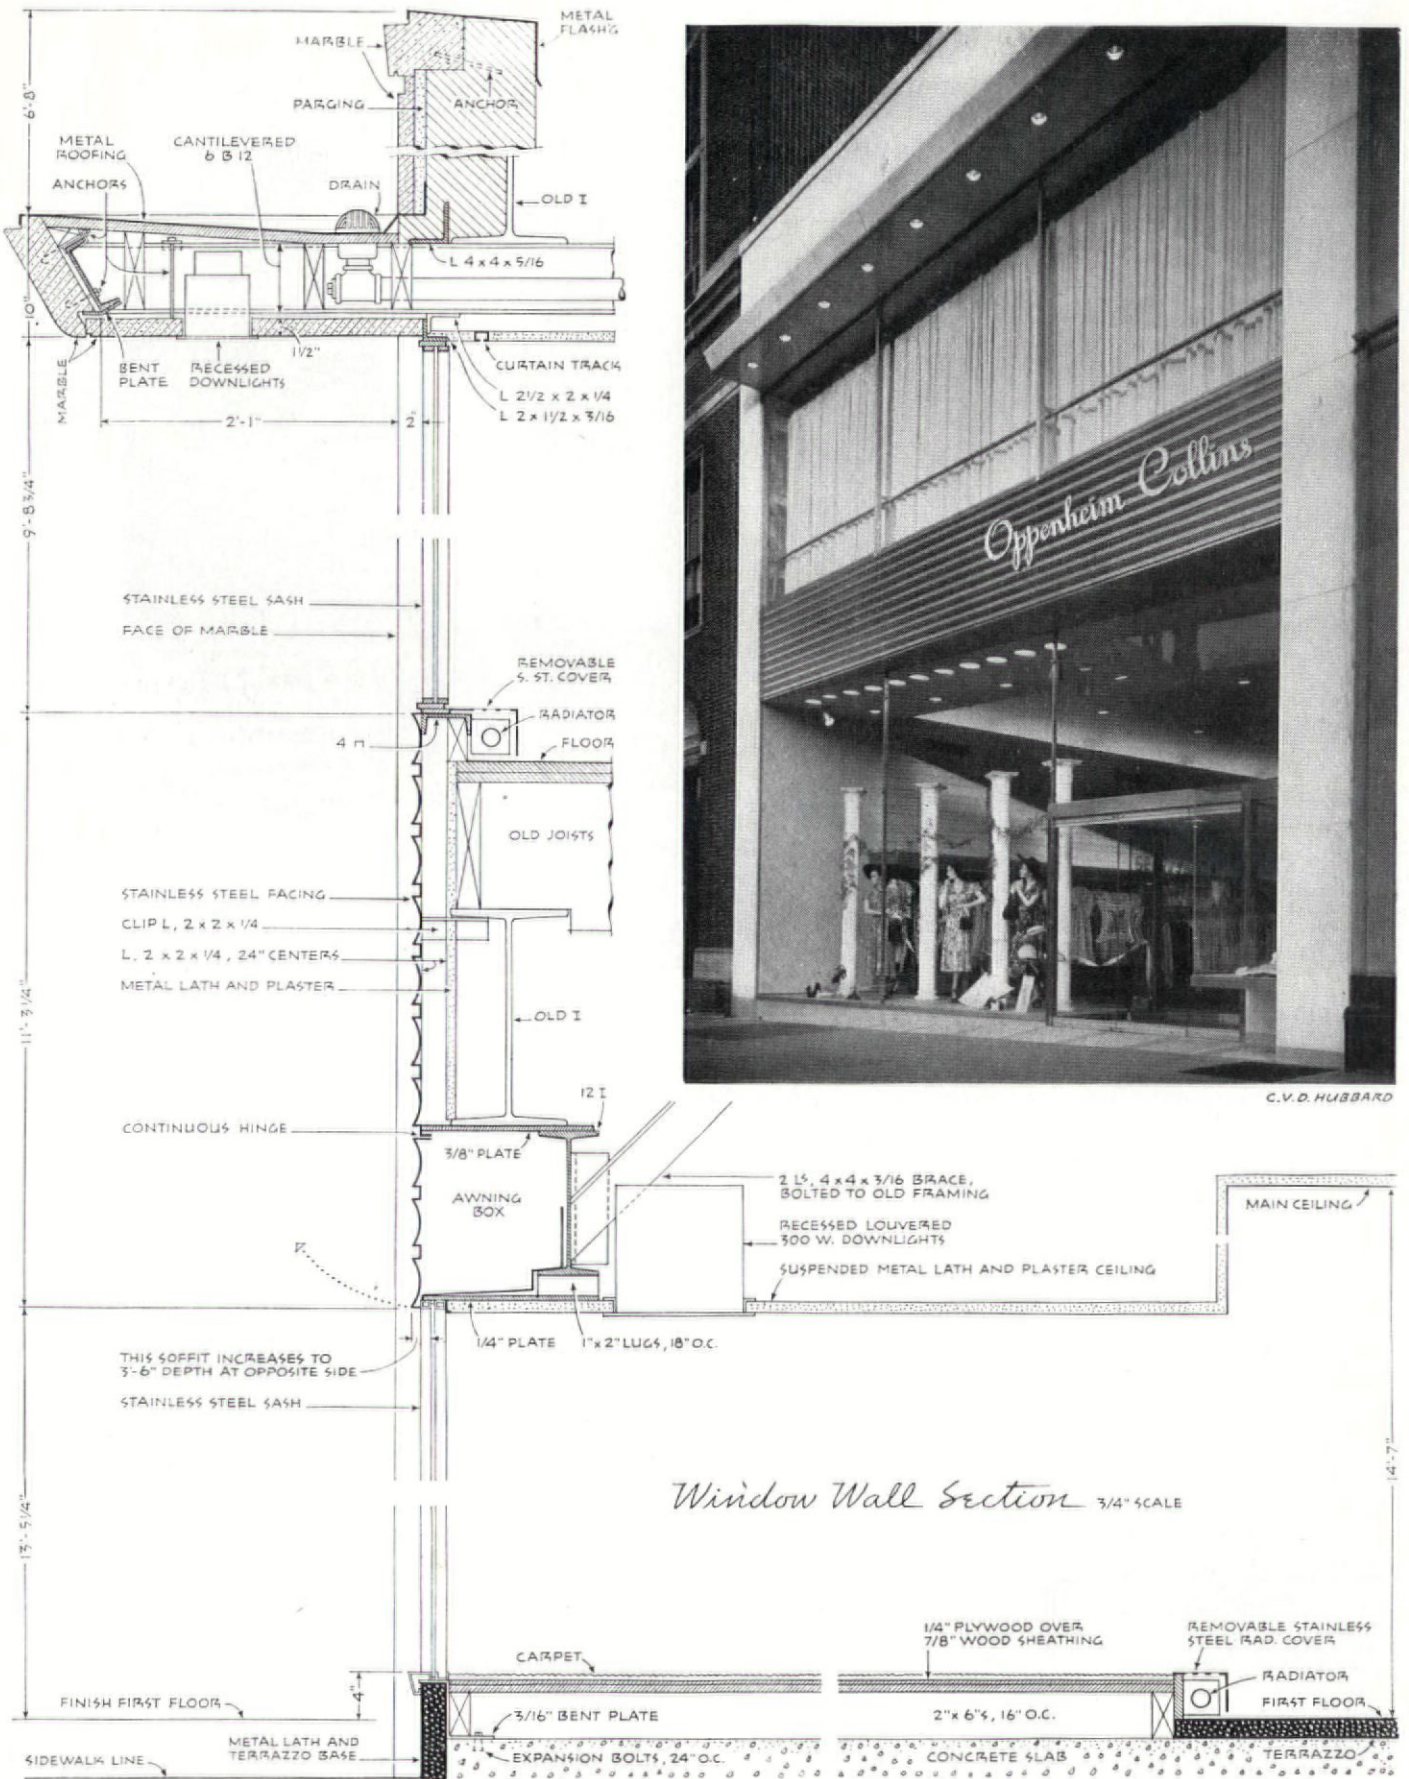 METAL
FLASH'G
MARBLE
PARGING
ANCHOR
6'-8"
METAL
ROOFING
CANTILEVERED
6 B 12
ANCHORS
DRAIN
OLD I
L 4 x 4 x 5/16
10"
1 1/2"
MARBLE
BENT
PLATE
RECESSED
DOWNLIGHTS
CURTAIN TRACK
L 2 1/2 x 2 x 1/4
L 2 x 1 1/2 x 3/16
2'-1"
2"
9'-8 3/4"
Oppenheim Collins
STAINLESS STEEL SASH
FACE OF MARBLE
REMOVABLE
S. ST. COVER
RADIATOR
FLOOR
OLD JOISTS
STAINLESS STEEL FACING
CLIP L, 2 x 2 x 1/4
L, 2 x 2 x 1/4, 24" CENTERS
METAL LATH AND PLASTER
OLD I
11'-3 1/4"
C.V.D. HUBBARD
12 I
CONTINUOUS HINGE
3/8" PLATE
AWNING
BOX
2 LS, 4 x 4 x 3/16 BRACE,
BOLTED TO OLD FRAMING
MAIN CEILING
RECESSED LOUVERED
300 W. DOWNLIGHTS
SUSPENDED METAL LATH AND PLASTER CEILING
1/4" PLATE
1" x 2" LUGS, 18" O.C.
THIS SOFFIT INCREASES TO
3'-6" DEPTH AT OPPOSITE SIDE
STAINLESS STEEL SASH
13'-5 1/4"
14'-7"
Window Wall Section 3/4" SCALE
CARPET
1/4" PLYWOOD OVER
7/8" WOOD SHEATHING
REMOVABLE STAINLESS
STEEL RAD. COVER
RADIATOR
FIRST FLOOR
4"
FINISH FIRST FLOOR
3/16" BENT PLATE
2" x 6"s, 16" O.C.
METAL LATH AND
TERRAZZO BASE
SIDEWALK LINE
EXPANSION BOLTS, 24" O.C.
CONCRETE SLAB
TERRAZZO